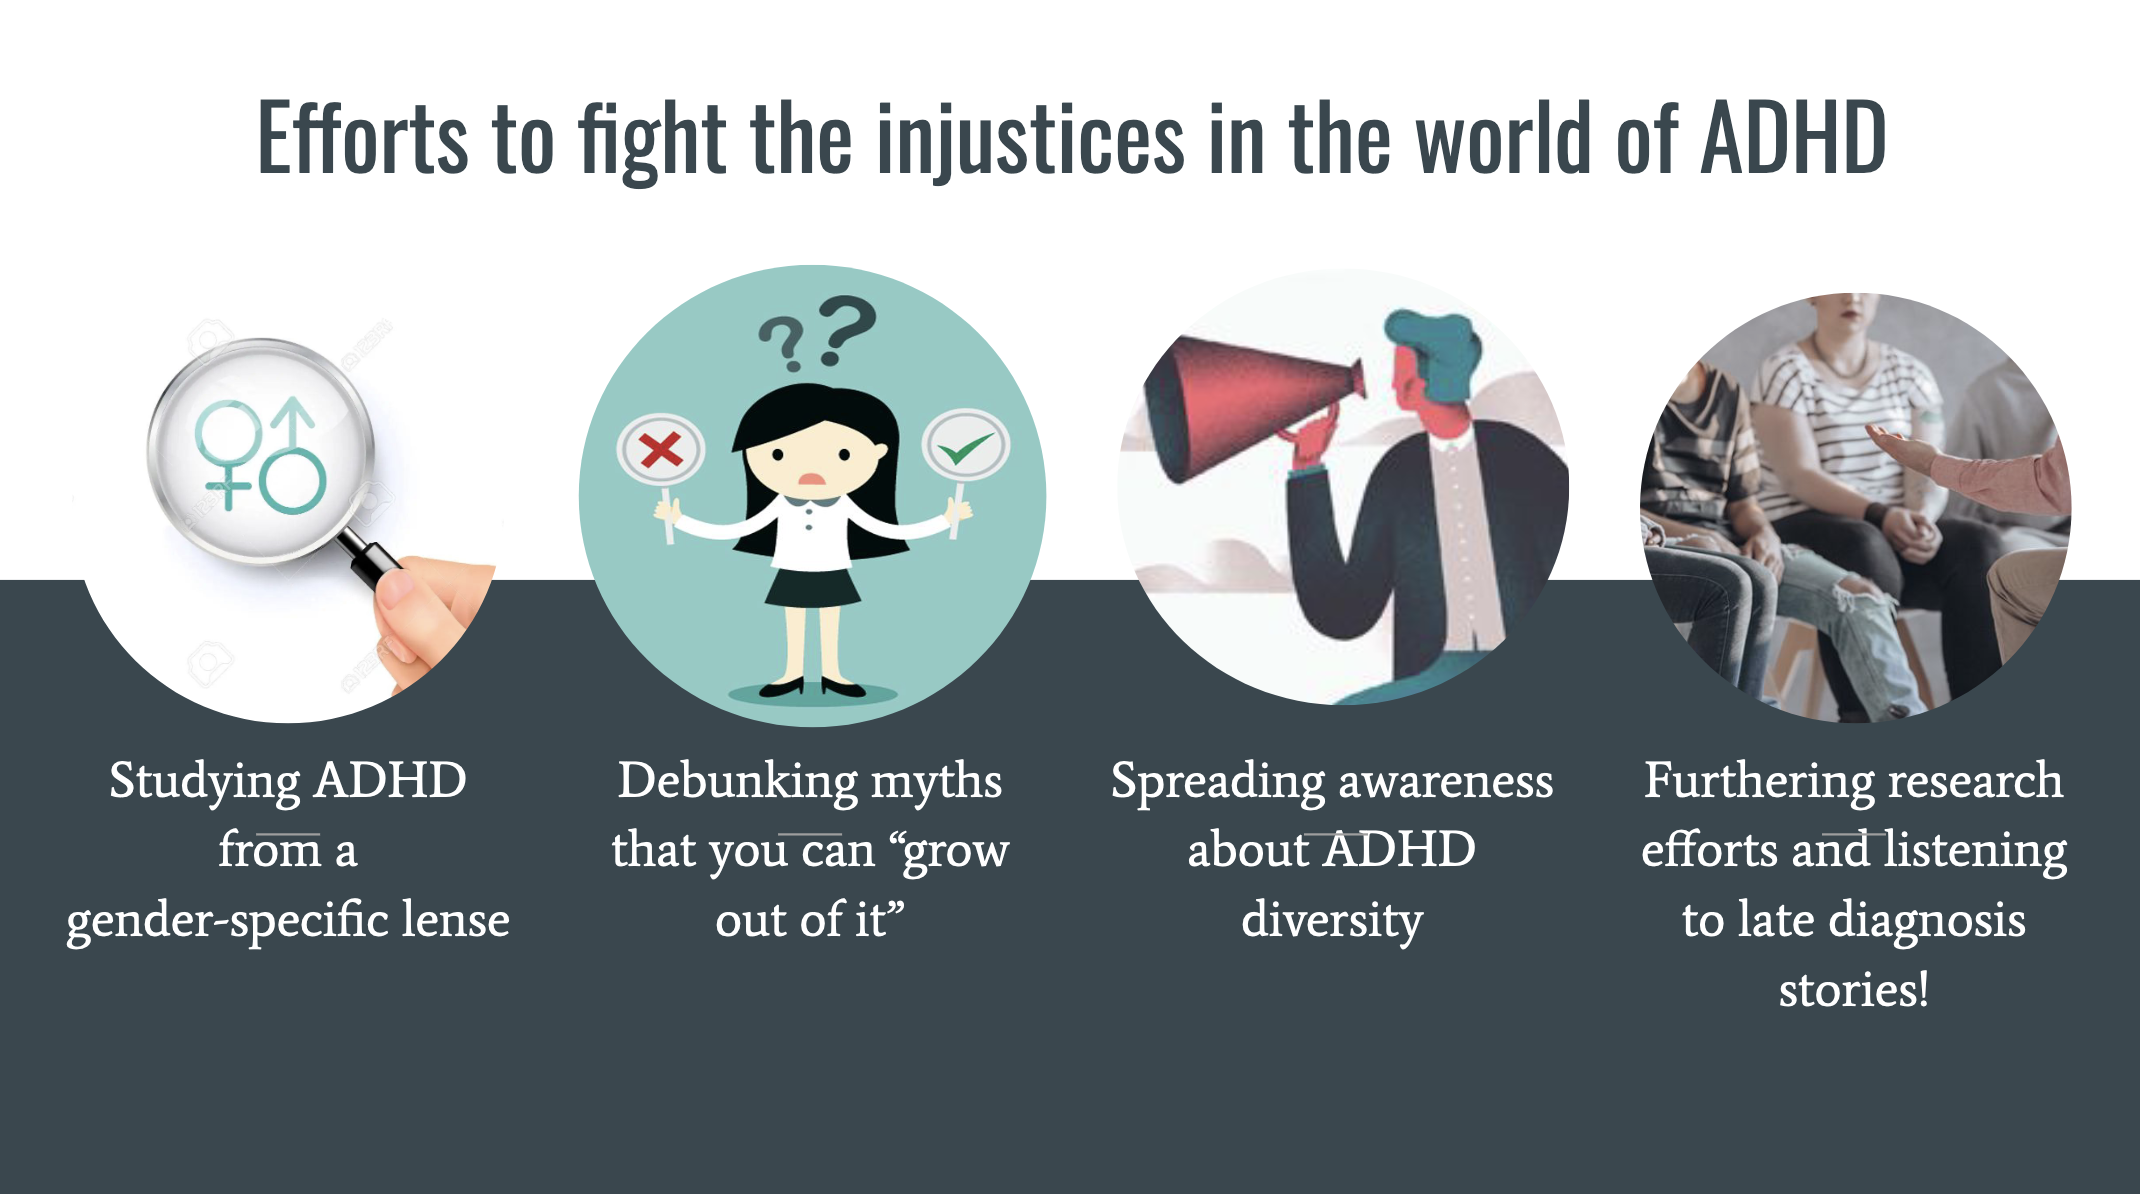 Efforts to fight the injustices in the world of ADHD
Studying ADHD
from a
gender-specific lense
Debunking myths
that you can “grow
out of it”
Spreading awareness
about ADHD
diversity
Furthering research
efforts and listening
to late diagnosis
stories!